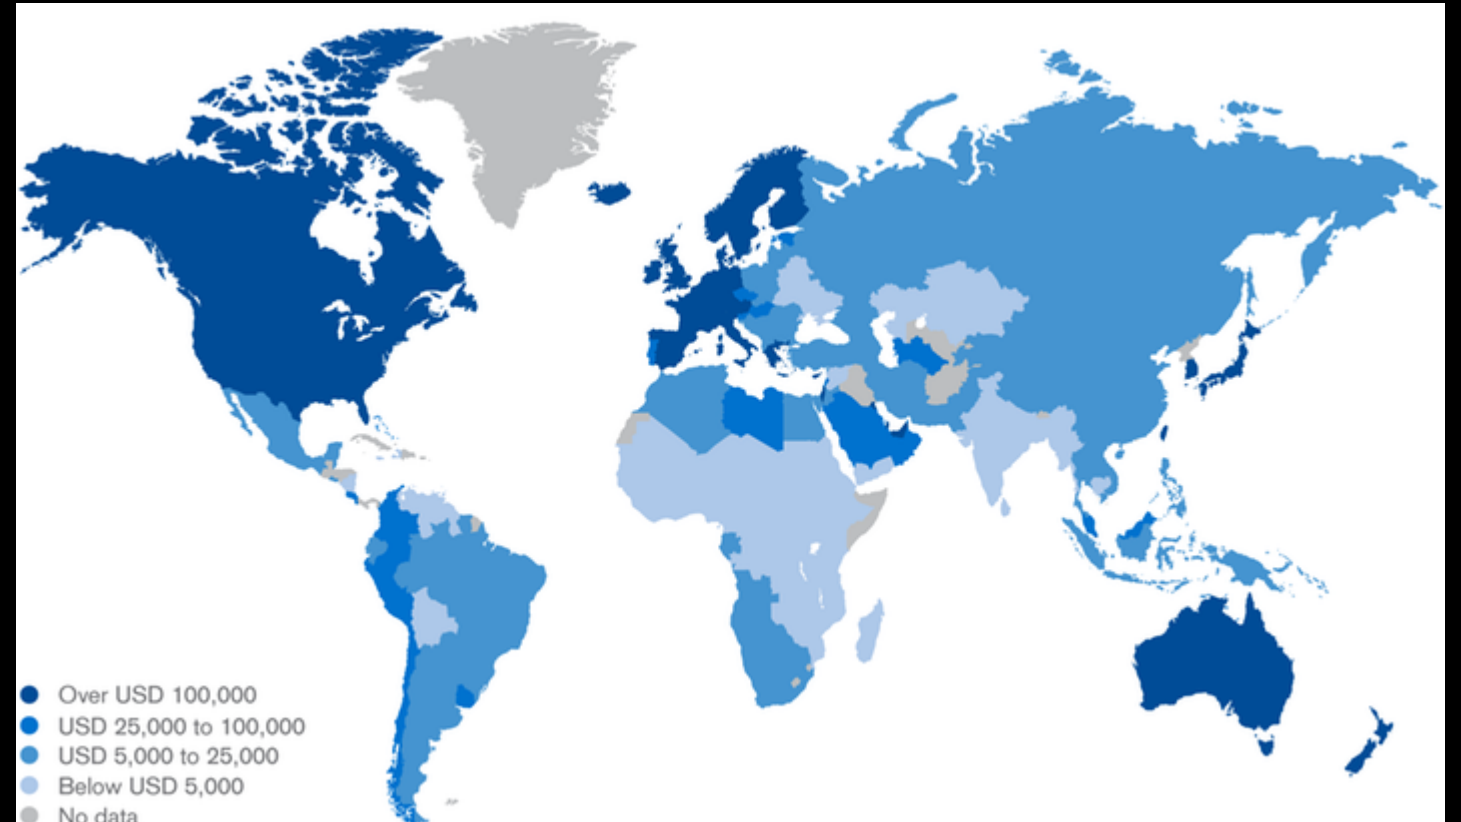 Over USD 100,000
USD 25,000 to 100,000
USD 5,000 to 25,000
Below USD 5,000
No data